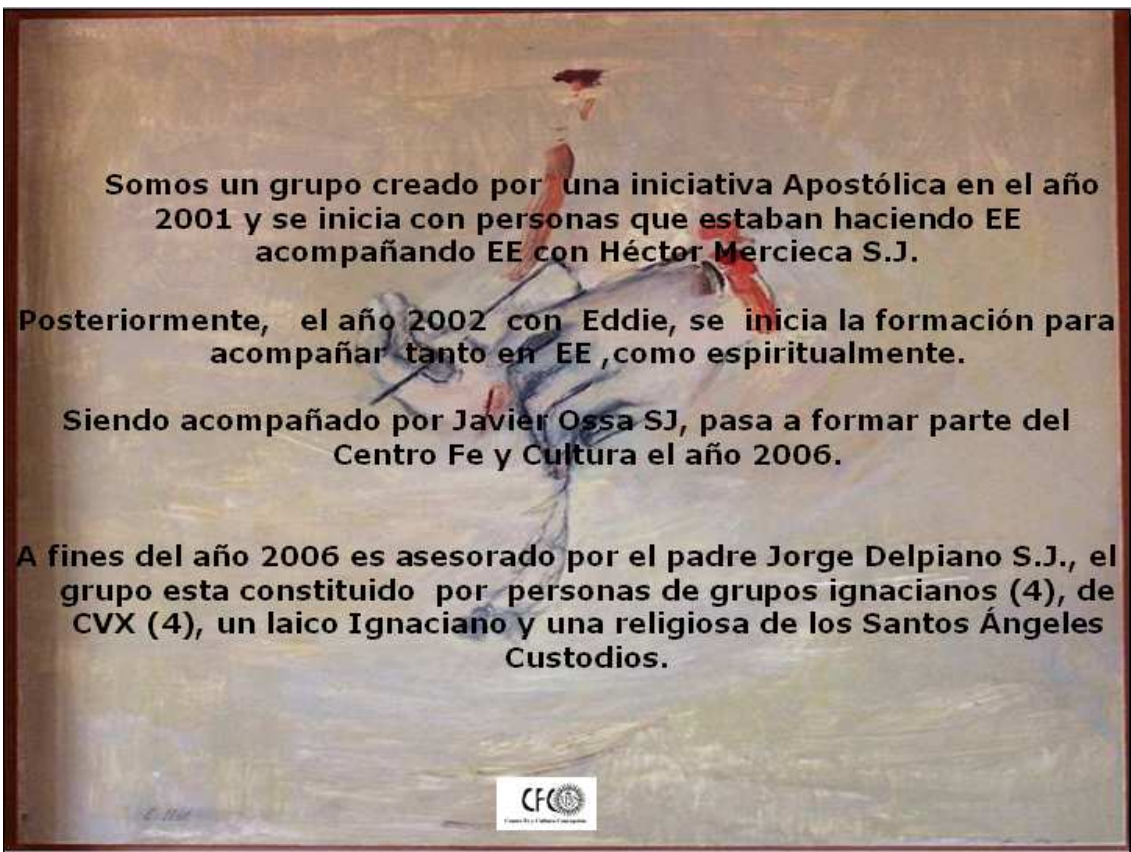 Somos un grupo creado por una iniciativa Apostólica en el año
2001 y se inicia con personas que estaban haciendo EE
acompañando EE con Héctor Mercieca S.J.
Posteriormente, el año 2002 con Eddie, se inicia la formación para
acompañar tanto en EE ,como espiritualmente.
Siendo acompañado por Javier Ossa SJ, pasa a formar parte del
Centro Fe y Cultura el año 2006.
A fines del año 2006 es asesorado por el padre Jorge Delpiano S.J., el
grupo esta constituido por personas de grupos ignacianos (4), de
CVX (4), un laico Ignaciano y una religiosa de los Santos Ángeles
Custodios.
CFC
Centro Fe y Cultura Concepción